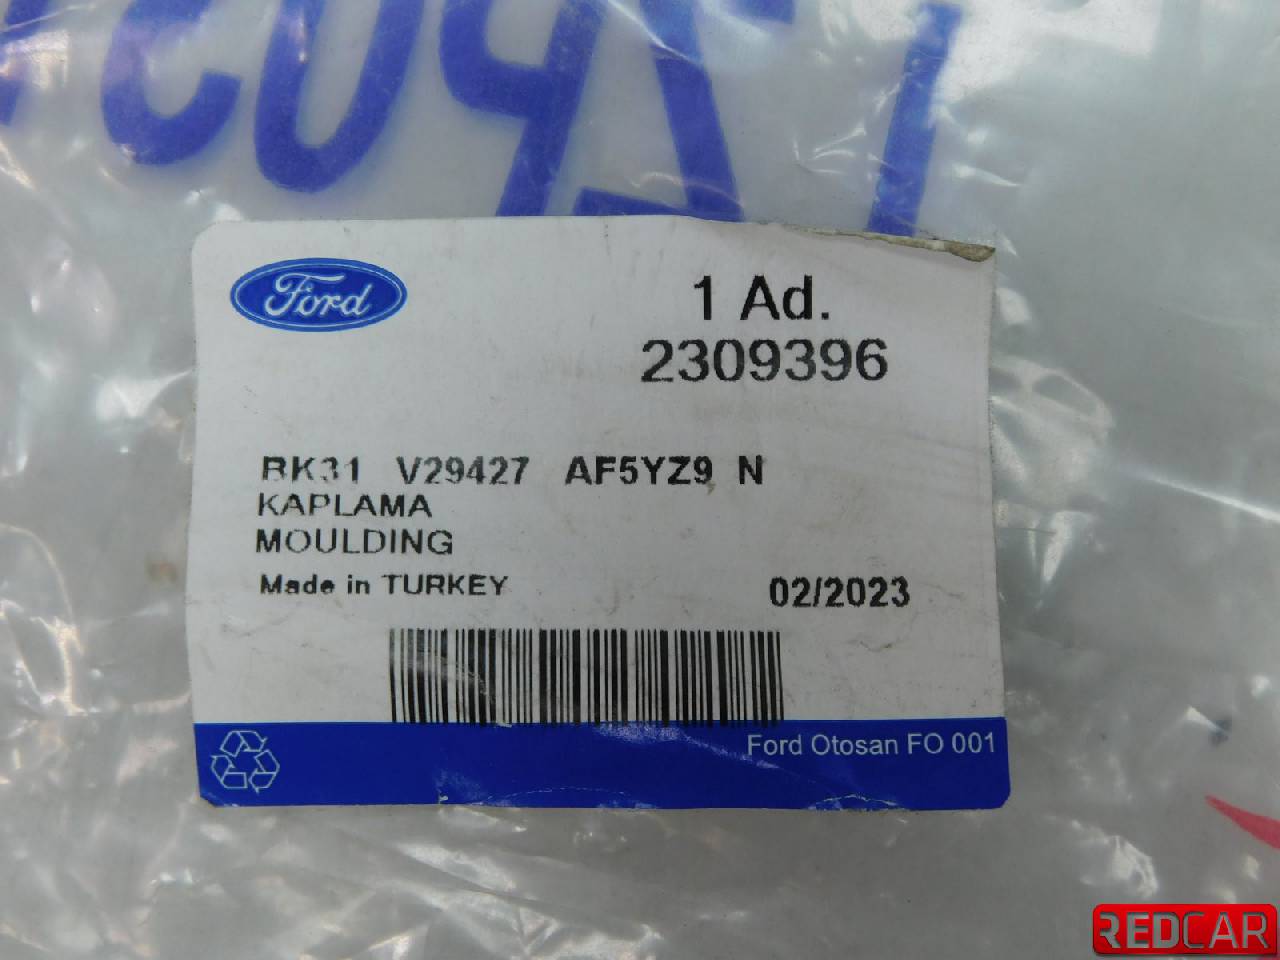 Ford
1 Ad.
2309396
BK31 V29427 AF5YZ9 N
KAPLAMA
MOULDING
Made in TURKEY
02/2023
Ford Otosan FO 001
REDCAR